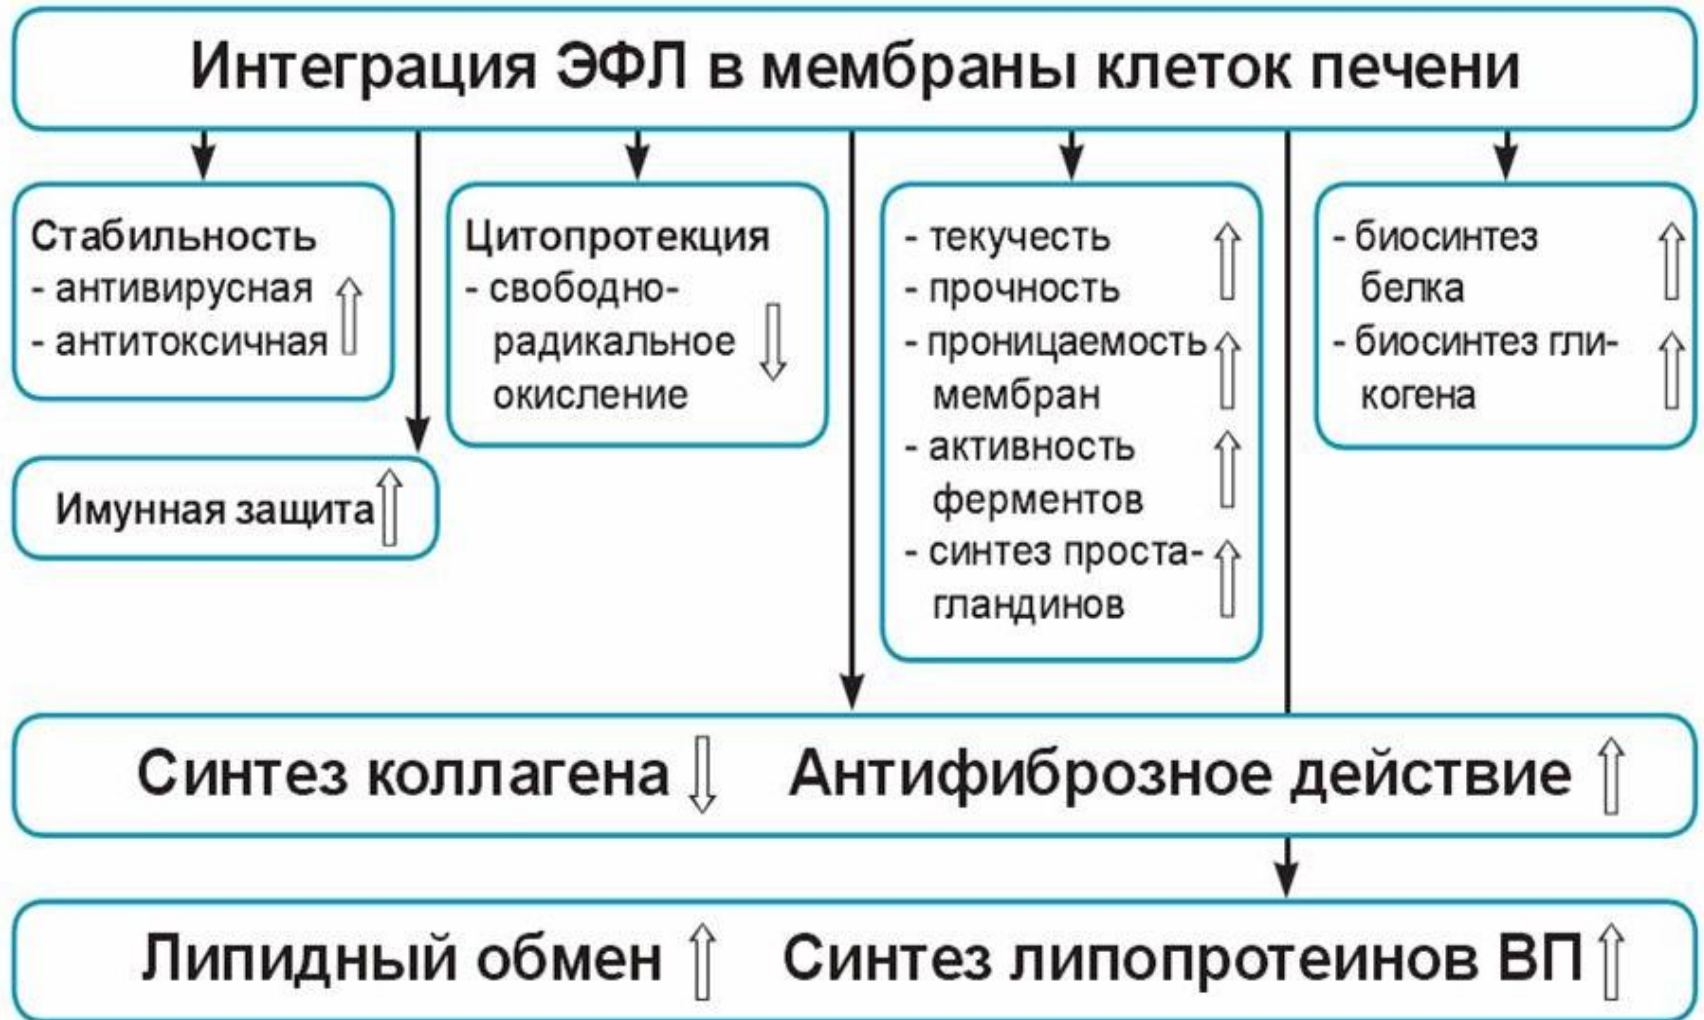 Интеграция ЭФЛ в мембраны клеток печени
Стабильность
- антивирусная
- антитоксичная
Имунная защита
Цитопротекция
- свободно-
радикальное
окисление
- текучесть
- прочность
- проницаемость
мембран
- активность
ферментов
- синтез проста-
гландинов
- биосинтез
белка
- биосинтез гли-
когена
Синтез коллагена Антифиброзное действие
Липидный обмен Синтез липопротеинов ВП